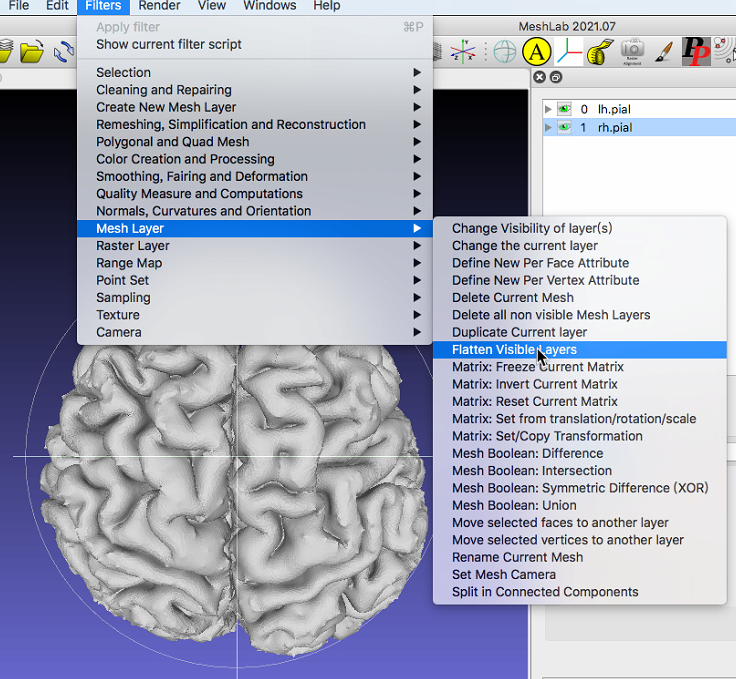 File Edit Filters View Render Windows Help
MeshLab 2021.07
Apply filter ⌘P
Show current filter script
Selection
Cleaning and Repairing
Create New Mesh Layer
Remeshing, Simplification and Reconstruction
Polygonal and Quad Mesh
Color Creation and Processing
Smoothing, Fairing and Deformation
Quality Measure and Computations
Normals, Curvatures and Orientation
Mesh Layer
Raster Layer
Range Map
Point Set
Sampling
Texture
Camera
A
PP
0 lh.pial
1 rh.pial
Change Visibility of layer(s)
Change the current layer
Define New Per Face Attribute
Define New Per Vertex Attribute
Delete Current Mesh
Delete all non visible Mesh Layers
Duplicate Current layer
Flatten Visible Layers
Matrix: Freeze Current Matrix
Matrix: Invert Current Matrix
Matrix: Reset Current Matrix
Matrix: Set from translation/rotation/scale
Matrix: Set/Copy Transformation
Mesh Boolean: Difference
Mesh Boolean: Intersection
Mesh Boolean: Symmetric Difference (XOR)
Mesh Boolean: Union
Move selected faces to another layer
Move selected vertices to another layer
Rename Current Mesh
Set Mesh Camera
Split in Connected Components